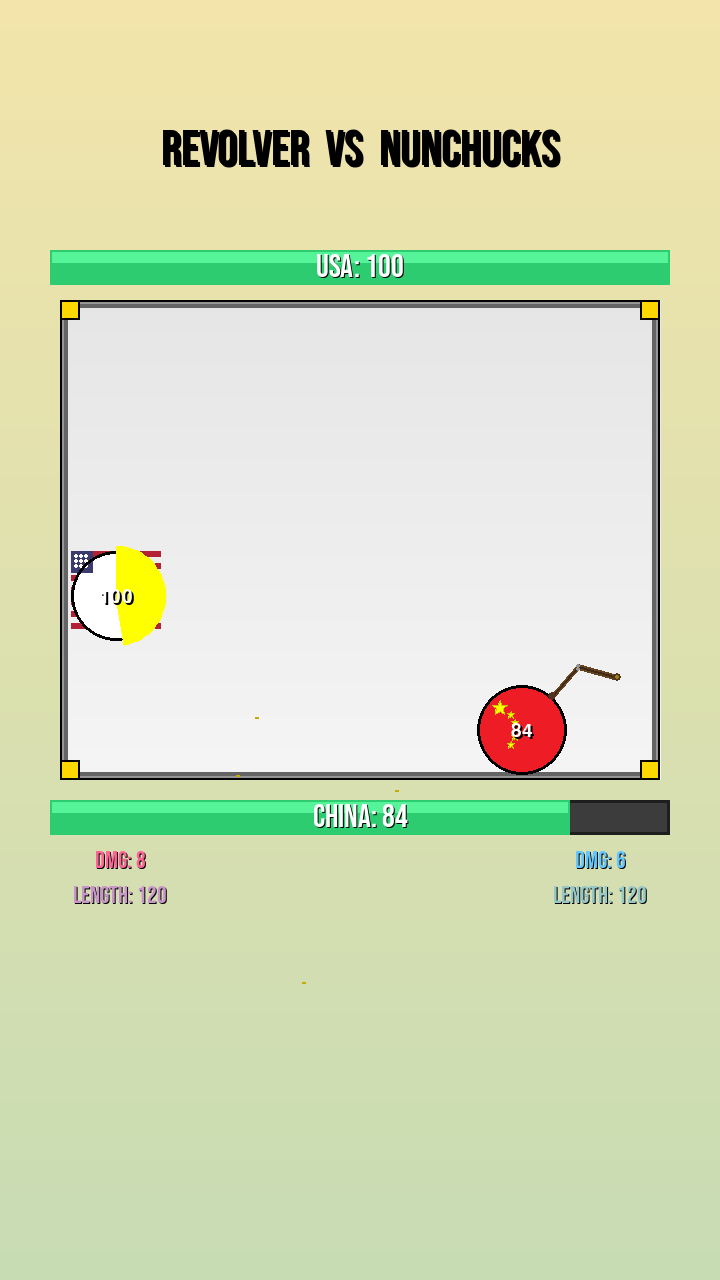 REVOLVER VS NUNCHUCKS
USA: 100
100
84
CHINA: 84
DMG: 8
DMG: 6
LENGTH: 120
LENGTH: 120